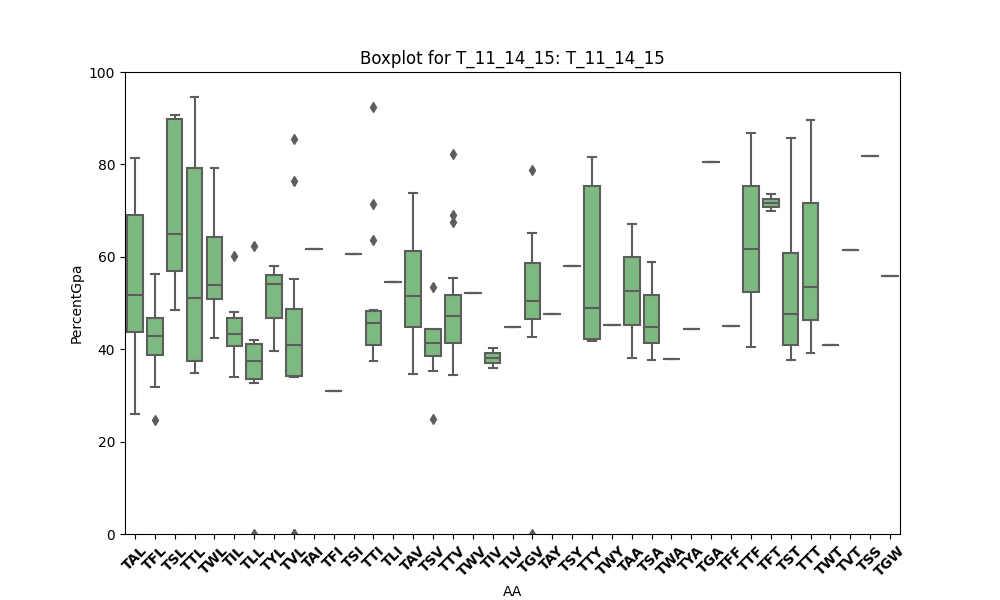 Boxplot for T_11_14_15: T_11_14_15
PercentGpa
100
80
60
40
20
0
TAL TFL TSL TTL TWL TIL TLL TYL TVL TAI TFI TSI TTI TLI TAV TSV TTV TWV TIV TLV TGV TAY TSY TTY TWY TAA TSA TWA TYA TGA TFF TTF TFT TST TTT TWT TVT TSS TGW
AA